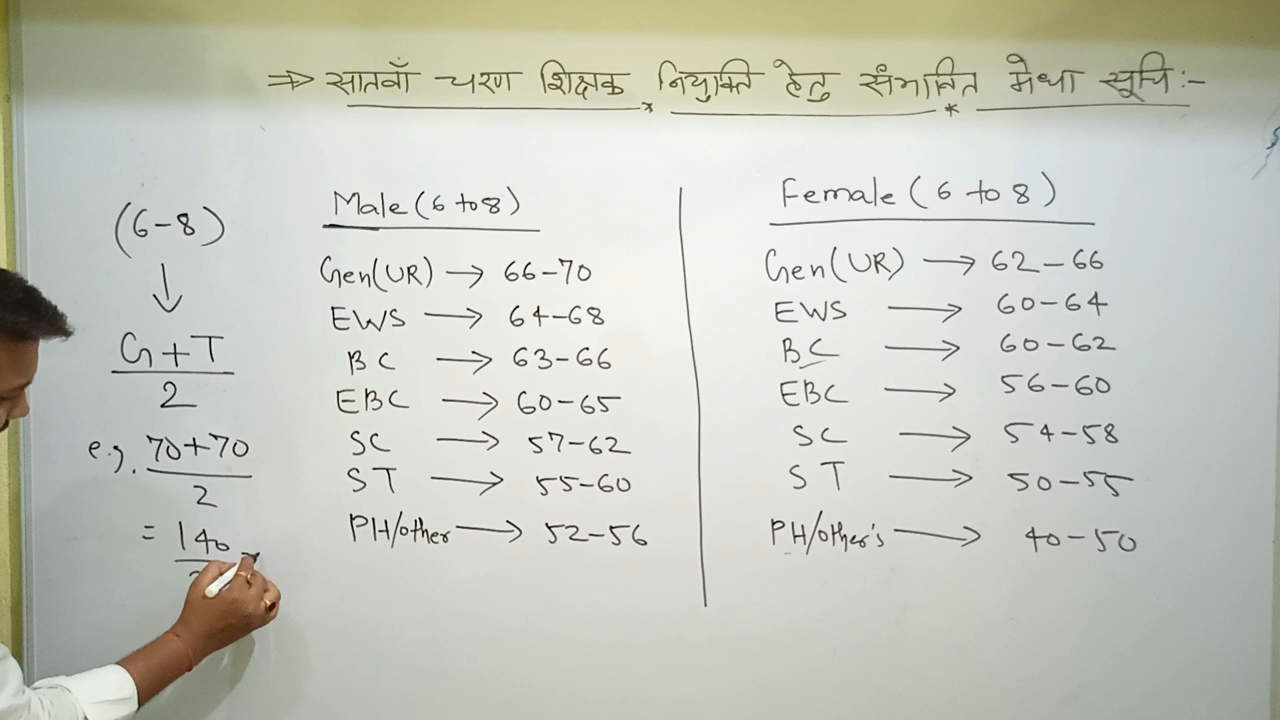 ⇒ सातवाँ चरण शिक्षक नियुक्ति हेतु संभावित मेधा सूचि :-
(6-8)
↓
G+T
2
e.g. 70+70
2
= 140
Male (6 to 8)
Gen(UR) → 66-70
EWS → 64-68
BC → 63-66
EBC → 60-65
SC → 57-62
ST → 55-60
PH/other → 52-56
Female (6 to 8)
Gen(UR) → 62-66
EWS → 60-64
BC → 60-62
EBC → 56-60
SC → 54-58
ST → 50-55
PH/other's → 40-50